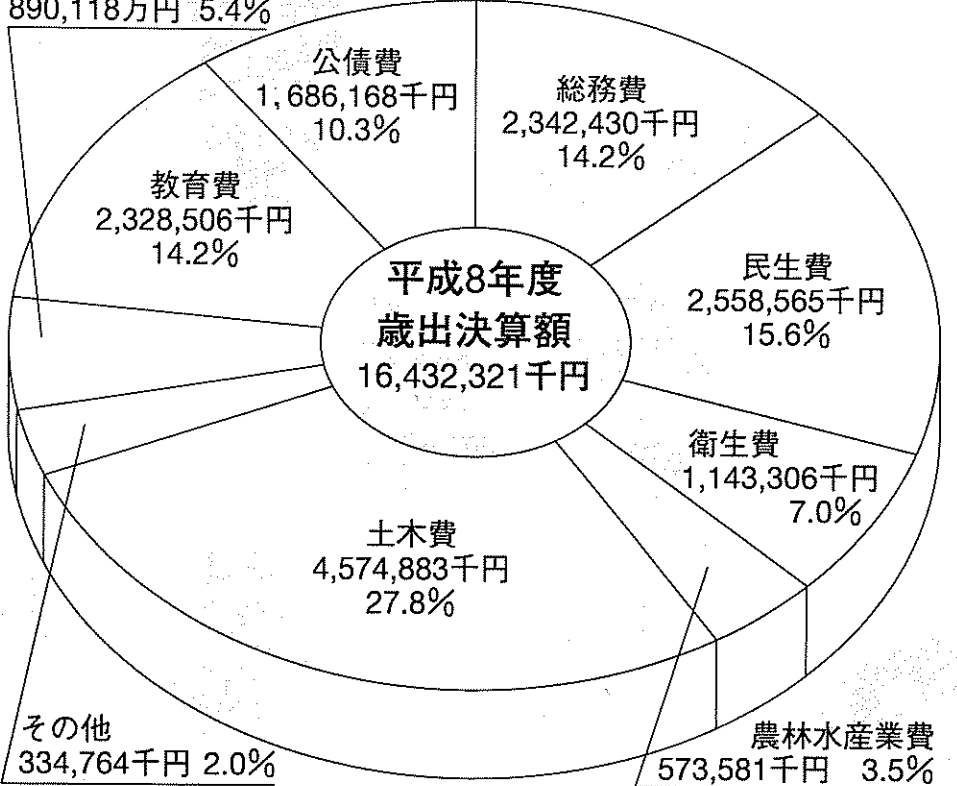 890,118万円 5.4%
公債費
1,686,168千円
10.3%
総務費
2,342,430千円
14.2%
教育費
2,328,506千円
14.2%
民生費
2,558,565千円
15.6%
平成8年度
歳出決算額
16,432,321千円
衛生費
1,143,306千円
7.0%
土木費
4,574,883千円
27.8%
その他
334,764千円 2.0%
農林水産業費
573,581千円 3.5%